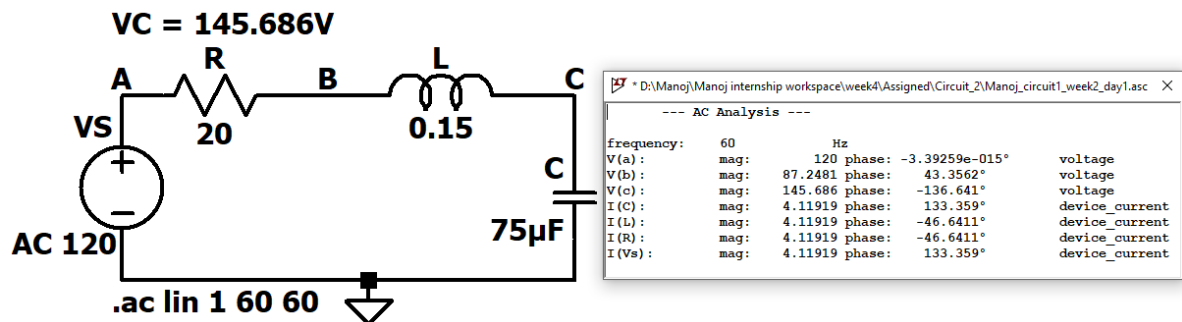 VC = 145.686V
R
L
A
B
C
VS
20
0.15
C
AC 120
75µF
.ac lin 1 60 60
* D:\Manoj\Manoj internship workspace\week4\Assigned\Circuit_2\Manoj_circuit1_week2_day1.asc
--- AC Analysis ---
frequency: 60 Hz
V(a): mag: 120 phase: -3.39259e-015° voltage
V(b): mag: 87.2481 phase: 43.3562° voltage
V(c): mag: 145.686 phase: -136.641° voltage
I(C): mag: 4.11919 phase: 133.359° device_current
I(L): mag: 4.11919 phase: -46.6411° device_current
I(R): mag: 4.11919 phase: -46.6411° device_current
I(Vs): mag: 4.11919 phase: 133.359° device_current